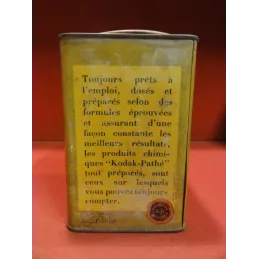 Toujours prêts à
l'emploi, dosés et
préparés selon des
formules éprouvées
et assurant d'une
façon constante les
meilleurs résultats,
les produits chimi-
ques "Kodak-Pathé"
tout préparés, sont
ceux sur lesquels
vous pouvez toujours
compter.